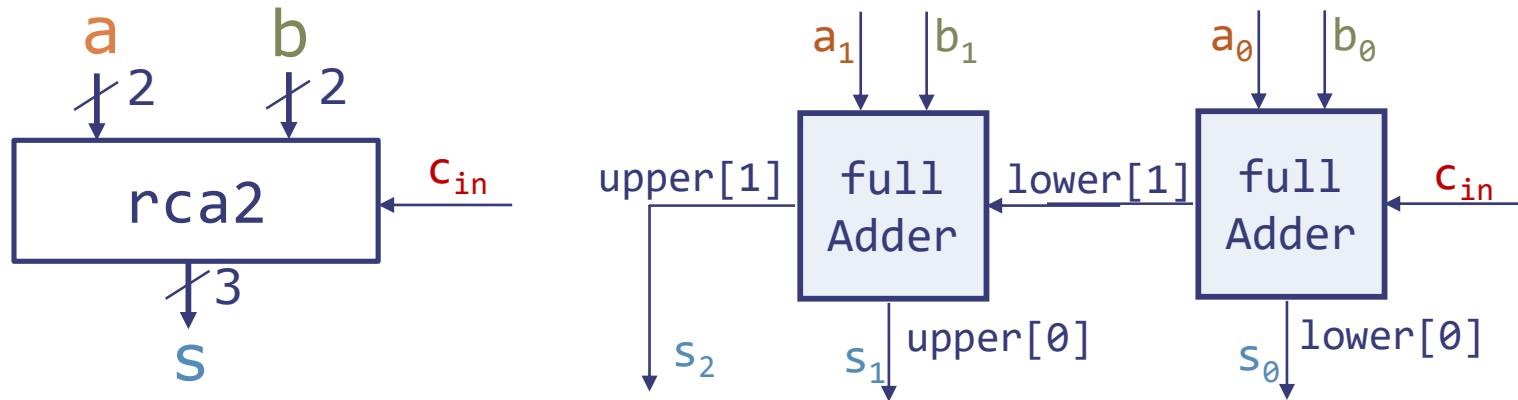 a b
2 2
rca2
c_in
3
s
a_1 b_1 a_0 b_0
upper[1]
full
Adder
lower[1]
full
Adder
c_in
s_2
s_1
upper[0]
s_0
lower[0]